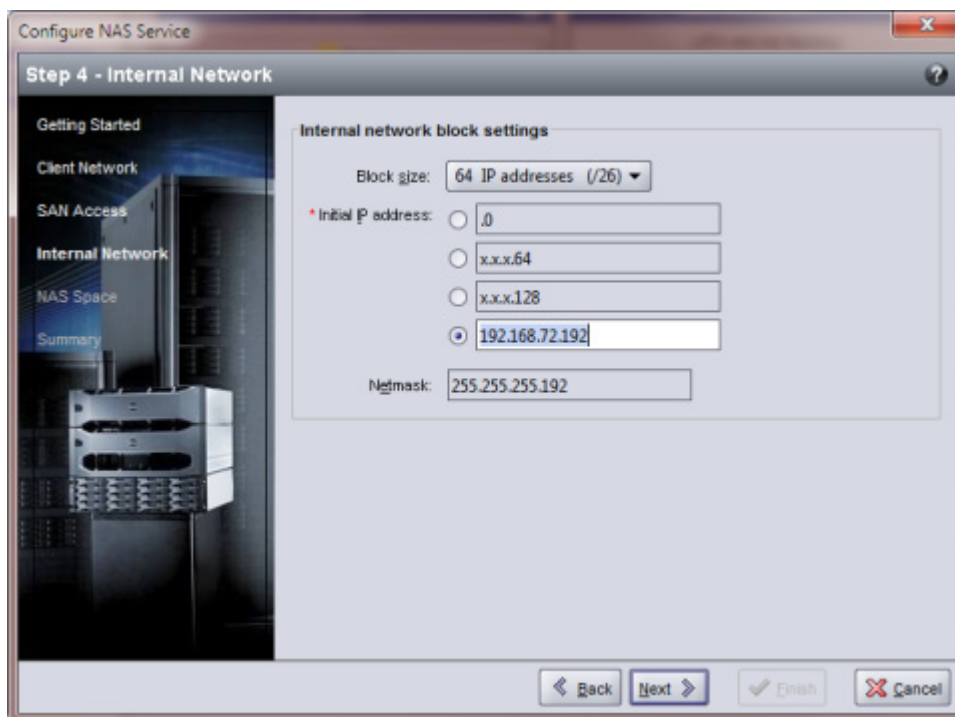 Configure NAS Service
Step 4 - Internal Network
?
Getting Started
Client Network
SAN Access
Internal Network
NAS Space
Summary
Internal network block settings
Block size: 64 IP addresses (/26)
* Initial IP address: .0
x.x.x.64
x.x.x.128
192.168.72.192
Netmask: 255.255.255.192
Back Next Finish Cancel